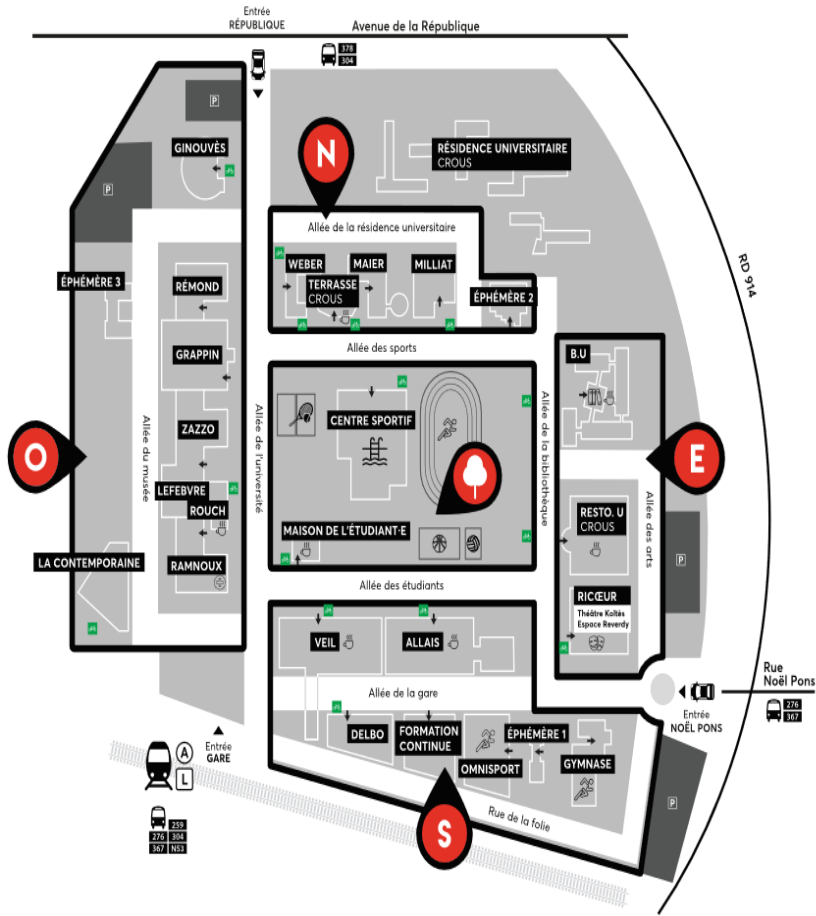 Entrée
RÉPUBLIQUE
Avenue de la République
378
304
P
GINOUVÈS
N
RÉSIDENCE UNIVERSITAIRE
CROUS
P
Allée de la résidence universitaire
RD 914
WEBER
MAIER
MILLIAT
ÉPHÉMÈRE 3
RÉMOND
TERRASSE
CROUS
ÉPHÉMÈRE 2
Allée des sports
GRAPPIN
B.U
Allée du musée
Allée de l'université
ZAZZO
CENTRE SPORTIF
Allée de la bibliothèque
O
E
LEFEBVRE
ROUCH
RESTO. U
CROUS
Allée des arts
MAISON DE L'ÉTUDIANT·E
LA CONTEMPORAINE
RAMNOUX
P
Allée des étudiants
RICŒUR
Théâtre Koltès
Espace Reverdy
VEIL
ALLAIS
Rue
Noël Pons
Allée de la gare
276
367
Entrée
NOËL PONS
Entrée
GARE
DELBO
FORMATION
CONTINUE
ÉPHÉMÈRE 1
OMNISPORT
GYMNASE
A
L
P
Rue de la folie
S
259
276 304
367 N53